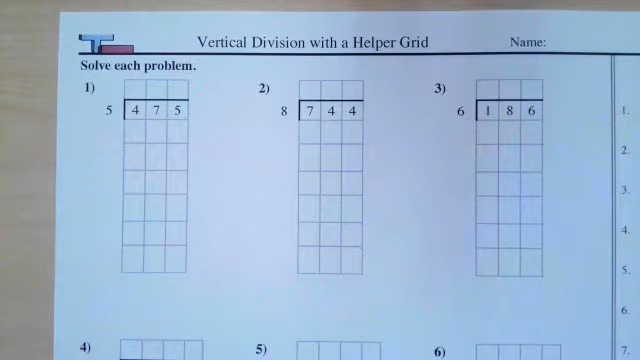 Vertical Division with a Helper Grid Name:
Solve each problem.
1) 2) 3)
5 4 7 5 8 7 4 4 6 1 8 6
1.
2.
3.
4.
5.
6.
7.
4) 5) 6)